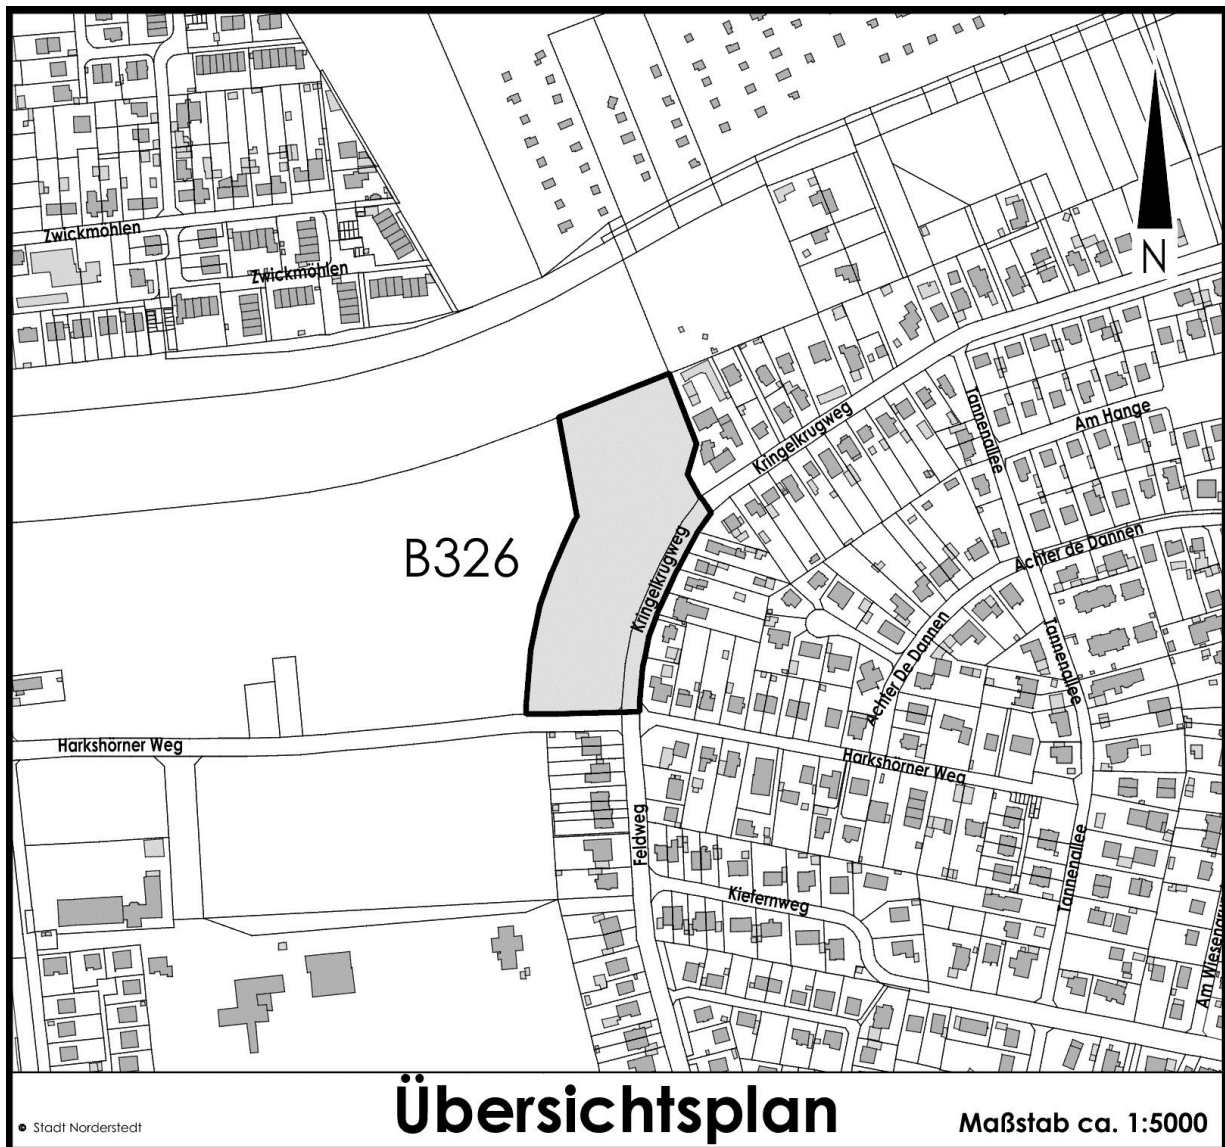 Zwickmöhlen
Zwickmöhlen
N
Tannenallee
Am Hange
Kringelkrugweg
Achter de Dannen
B326
Kringelkrugweg
Achter De Dannen
Tannenallee
Harkshörner Weg
Harkshörner Weg
Feldweg
Tannenallee
Kiefernweg
Am Wiesengrun
© Stadt Norderstedt
Übersichtsplan
Maßstab ca. 1:5000